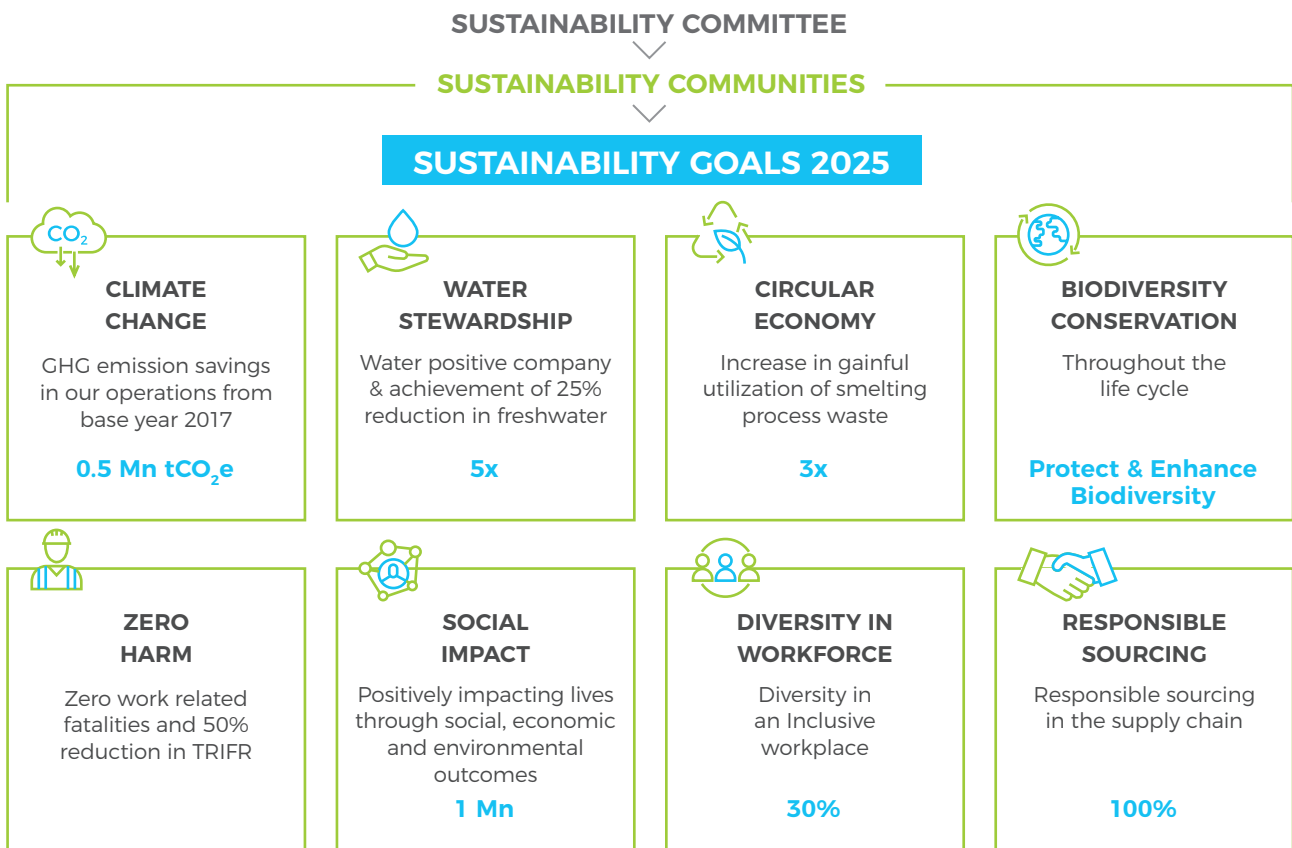 SUSTAINABILITY COMMITTEE
SUSTAINABILITY COMMUNITIES
SUSTAINABILITY GOALS 2025
CO₂
CLIMATE
CHANGE
GHG emission savings
in our operations from
base year 2017
0.5 Mn tCO₂e
WATER
STEWARDSHIP
Water positive company
& achievement of 25%
reduction in freshwater
5x
CIRCULAR
ECONOMY
Increase in gainful
utilization of smelting
process waste
3x
BIODIVERSITY
CONSERVATION
Throughout the
life cycle
Protect & Enhance
Biodiversity
ZERO
HARM
Zero work related
fatalities and 50%
reduction in TRIFR
SOCIAL
IMPACT
Positively impacting lives
through social, economic
and environmental
outcomes
1 Mn
DIVERSITY IN
WORKFORCE
Diversity in
an Inclusive
workplace
30%
RESPONSIBLE
SOURCING
Responsible sourcing
in the supply chain
100%